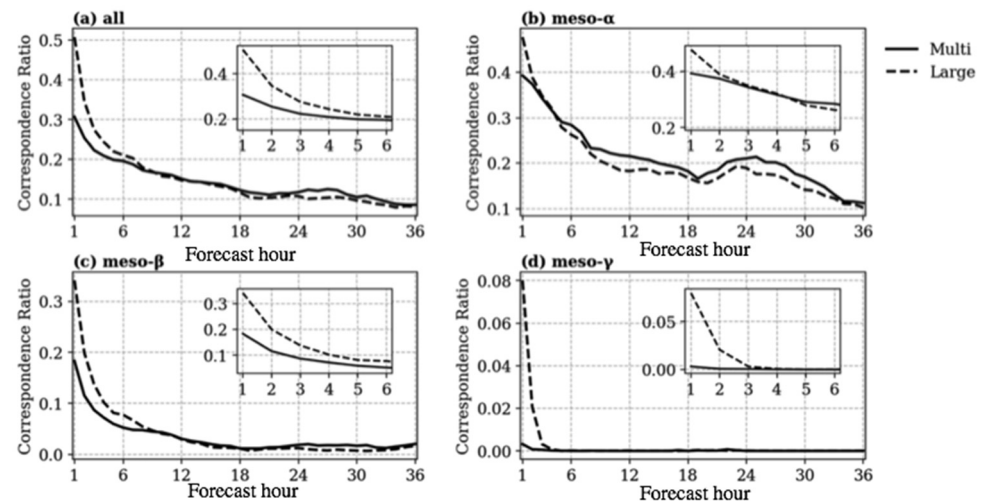 (a) all
(b) meso-α
Multi
Large
Correspondence Ratio
0.5
0.4
0.3
0.2
0.1
0.4
0.2
1 2 3 4 5 6
1 6 12 18 24 30 36
Forecast hour
Correspondence Ratio
0.4
0.3
0.2
0.1
0.4
0.2
1 2 3 4 5 6
1 6 12 18 24 30 36
Forecast hour
(c) meso-β
(d) meso-γ
Correspondence Ratio
0.3
0.2
0.1
0.0
0.3
0.2
0.1
1 2 3 4 5 6
1 6 12 18 24 30 36
Forecast hour
Correspondence Ratio
0.08
0.06
0.04
0.02
0.00
0.05
0.00
1 2 3 4 5 6
1 6 12 18 24 30 36
Forecast hour